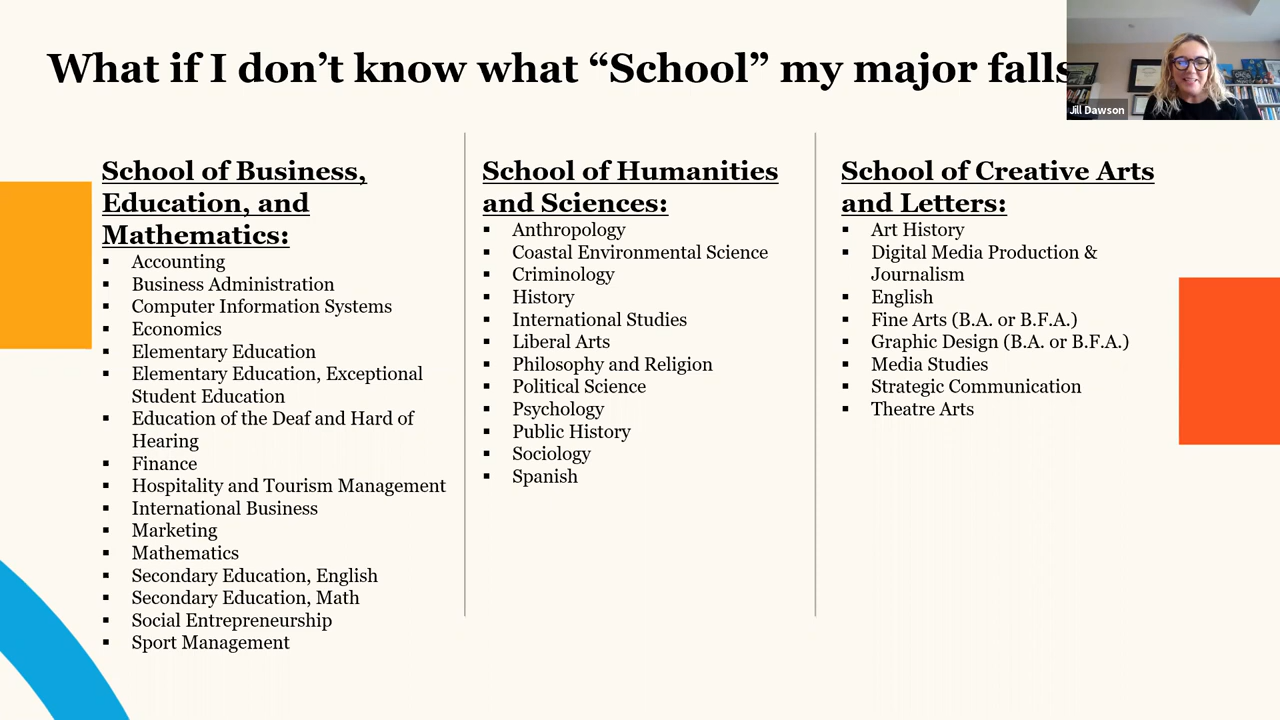 What if I don’t know what “School” my major falls
Jill Dawson
School of Business,
Education, and
Mathematics:
▪ Accounting
▪ Business Administration
▪ Computer Information Systems
▪ Economics
▪ Elementary Education
▪ Elementary Education, Exceptional
Student Education
▪ Education of the Deaf and Hard of
Hearing
▪ Finance
▪ Hospitality and Tourism Management
▪ International Business
▪ Marketing
▪ Mathematics
▪ Secondary Education, English
▪ Secondary Education, Math
▪ Social Entrepreneurship
▪ Sport Management
School of Humanities
and Sciences:
▪ Anthropology
▪ Coastal Environmental Science
▪ Criminology
▪ History
▪ International Studies
▪ Liberal Arts
▪ Philosophy and Religion
▪ Political Science
▪ Psychology
▪ Public History
▪ Sociology
▪ Spanish
School of Creative Arts
and Letters:
▪ Art History
▪ Digital Media Production &
Journalism
▪ English
▪ Fine Arts (B.A. or B.F.A.)
▪ Graphic Design (B.A. or B.F.A.)
▪ Media Studies
▪ Strategic Communication
▪ Theatre Arts